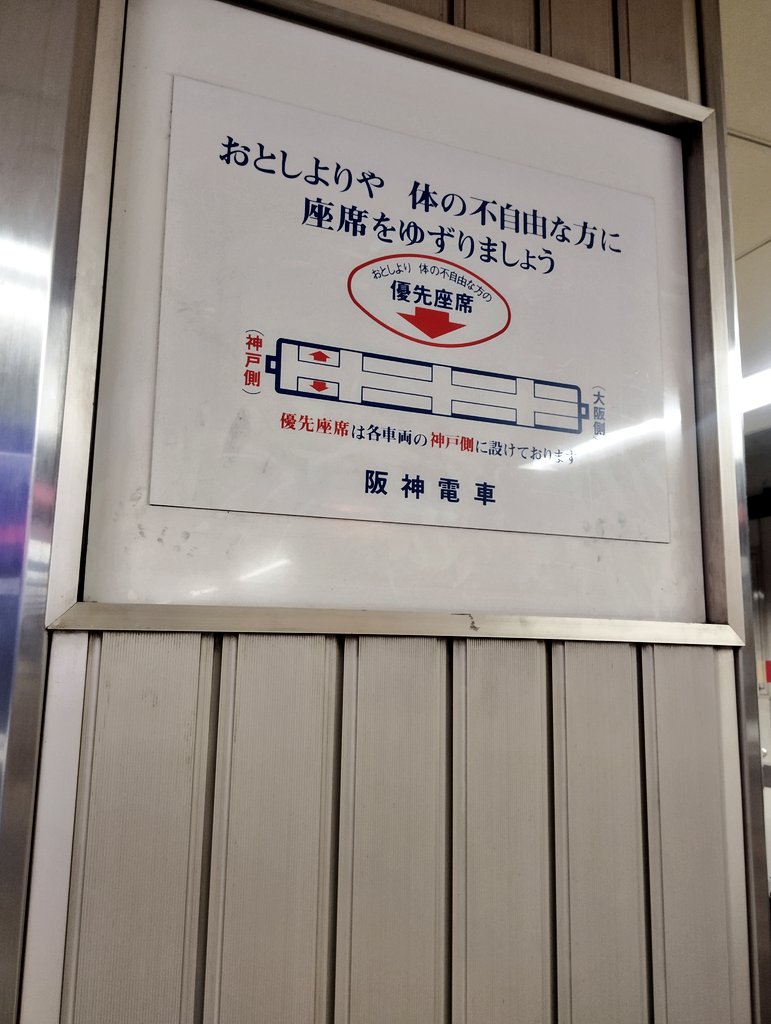 おとしよりや 体の不自由な方に
座席をゆずりましょう
おとしより 体の不自由な方の
優先座席
(神戸側)
(大阪側)
優先座席は各車両の神戸側に設けております
阪神電車